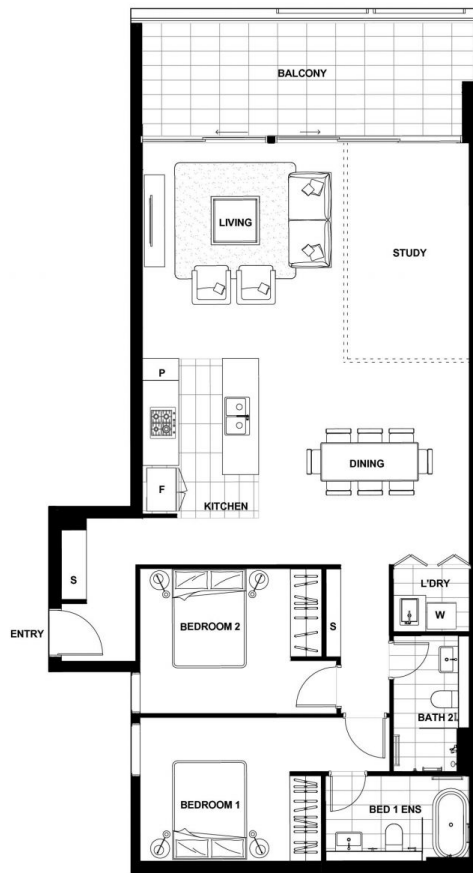 BALCONY
LIVING
STUDY
P
F
KITCHEN
DINING
S
ENTRY
BEDROOM 2
S
L'DRY
W
BATH 2
BEDROOM 1
BED 1 ENS